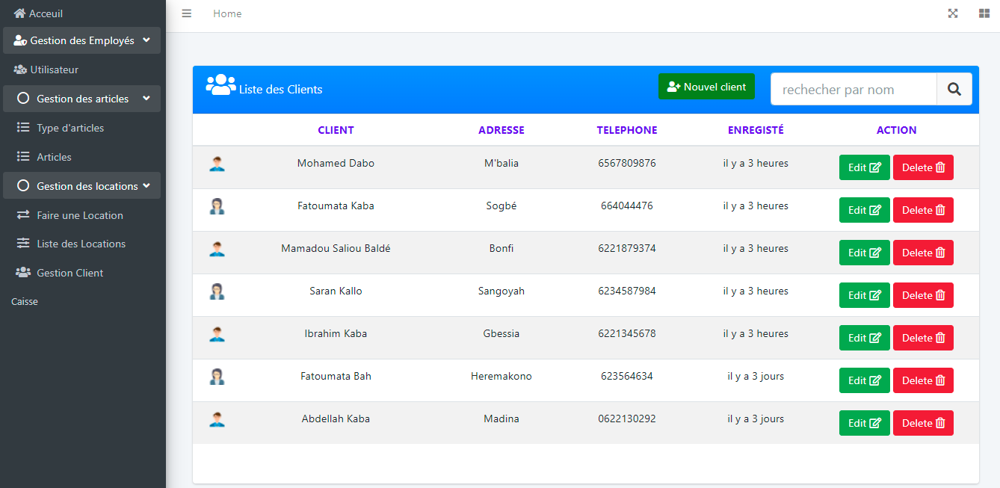 Acceuil
Gestion des Employés
Utilisateur
Gestion des articles
Type d'articles
Articles
Gestion des locations
Faire une Location
Liste des Locations
Gestion Client
Caisse
Home
Liste des Clients
Nouvel client
rechecher par nom
CLIENT ADRESSE TELEPHONE ENREGISTÉ ACTION
Mohamed Dabo M'balia 6567809876 il y a 3 heures Edit Delete
Fatoumata Kaba Sogbé 664044476 il y a 3 heures Edit Delete
Mamadou Saliou Baldé Bonfi 6221879374 il y a 3 heures Edit Delete
Saran Kallo Sangoyah 6234587984 il y a 3 heures Edit Delete
Ibrahim Kaba Gbessia 6221345678 il y a 3 heures Edit Delete
Fatoumata Bah Heremakono 623564634 il y a 3 jours Edit Delete
Abdellah Kaba Madina 0622130292 il y a 3 jours Edit Delete